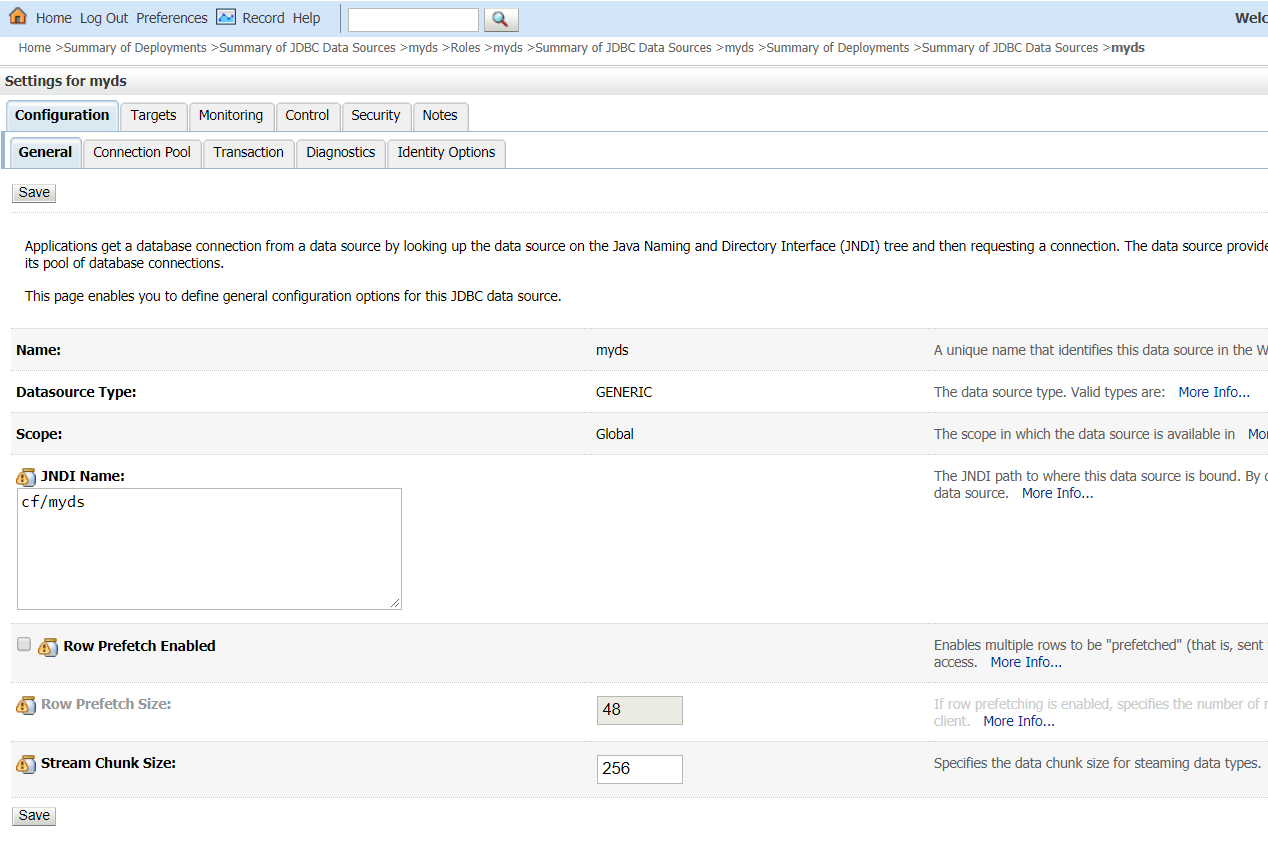 Home Log Out Preferences Record Help
Welc
Home >Summary of Deployments >Summary of JDBC Data Sources >myds >Roles >myds >Summary of JDBC Data Sources >myds >Summary of Deployments >Summary of JDBC Data Sources >myds
Settings for myds
Configuration Targets Monitoring Control Security Notes
General Connection Pool Transaction Diagnostics Identity Options
Save
Applications get a database connection from a data source by looking up the data source on the Java Naming and Directory Interface (JNDI) tree and then requesting a connection. The data source provide
its pool of database connections.
This page enables you to define general configuration options for this JDBC data source.
Name: myds A unique name that identifies this data source in the W
Datasource Type: GENERIC The data source type. Valid types are: More Info...
Scope: Global The scope in which the data source is available in Mor
JNDI Name: The JNDI path to where this data source is bound. By d
data source. More Info...
cf/myds
Row Prefetch Enabled Enables multiple rows to be "prefetched" (that is, sent
access. More Info...
Row Prefetch Size: 48 If row prefetching is enabled, specifies the number of r
client. More Info...
Stream Chunk Size: 256 Specifies the data chunk size for steaming data types.
Save